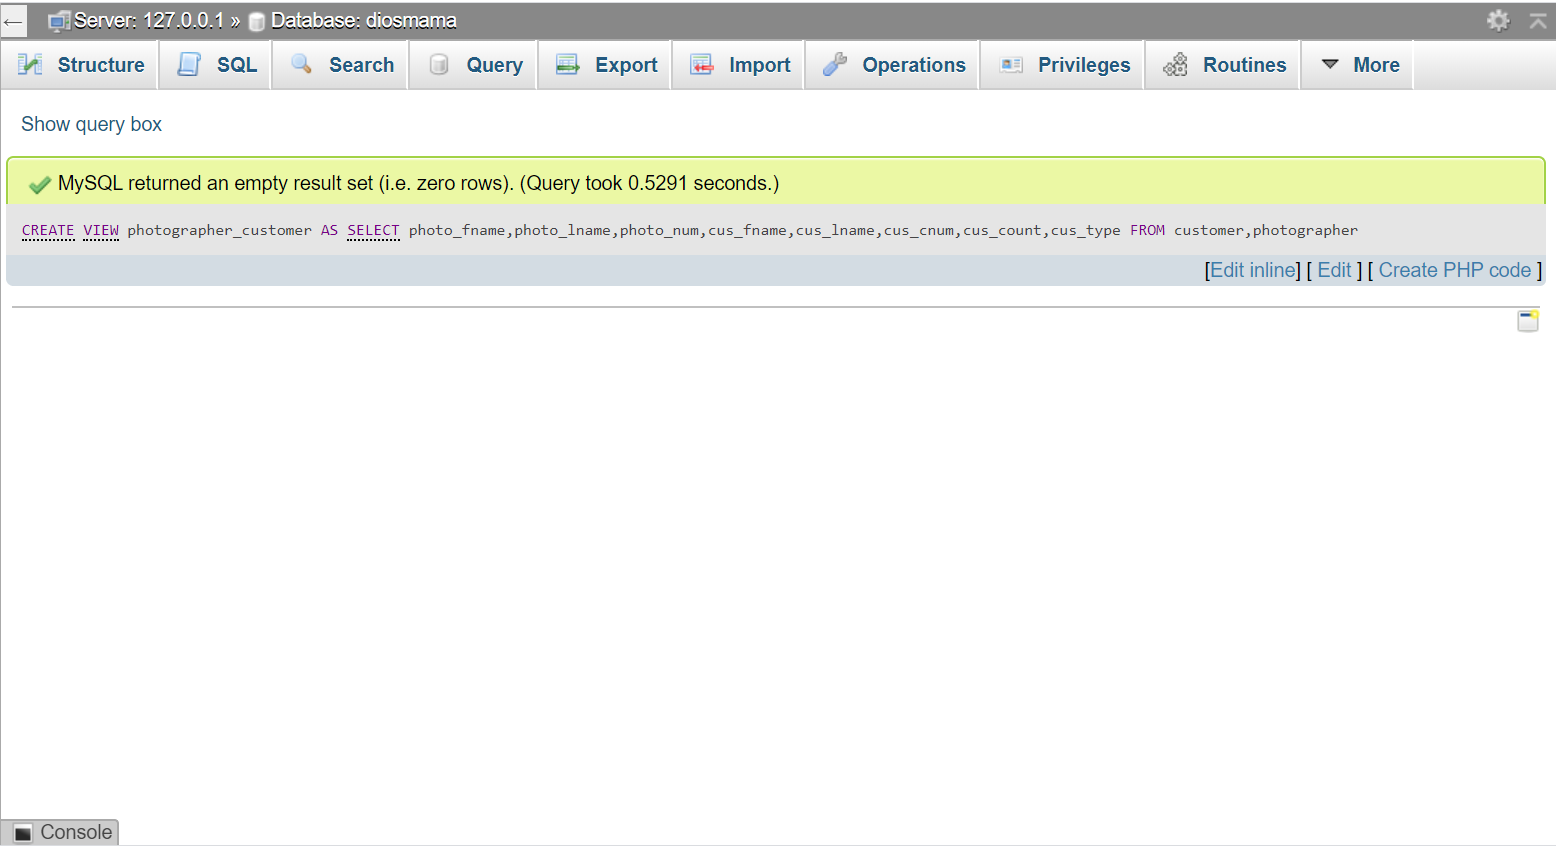 Server: 127.0.0.1 » Database: diosmama
Structure SQL Search Query Export Import Operations Privileges Routines More
Show query box
MySQL returned an empty result set (i.e. zero rows). (Query took 0.5291 seconds.)
CREATE VIEW photographer_customer AS SELECT photo_fname,photo_lname,photo_num,cus_fname,cus_lname,cus_cnum,cus_count,cus_type FROM customer,photographer
[Edit inline] [ Edit ] [ Create PHP code ]
Console